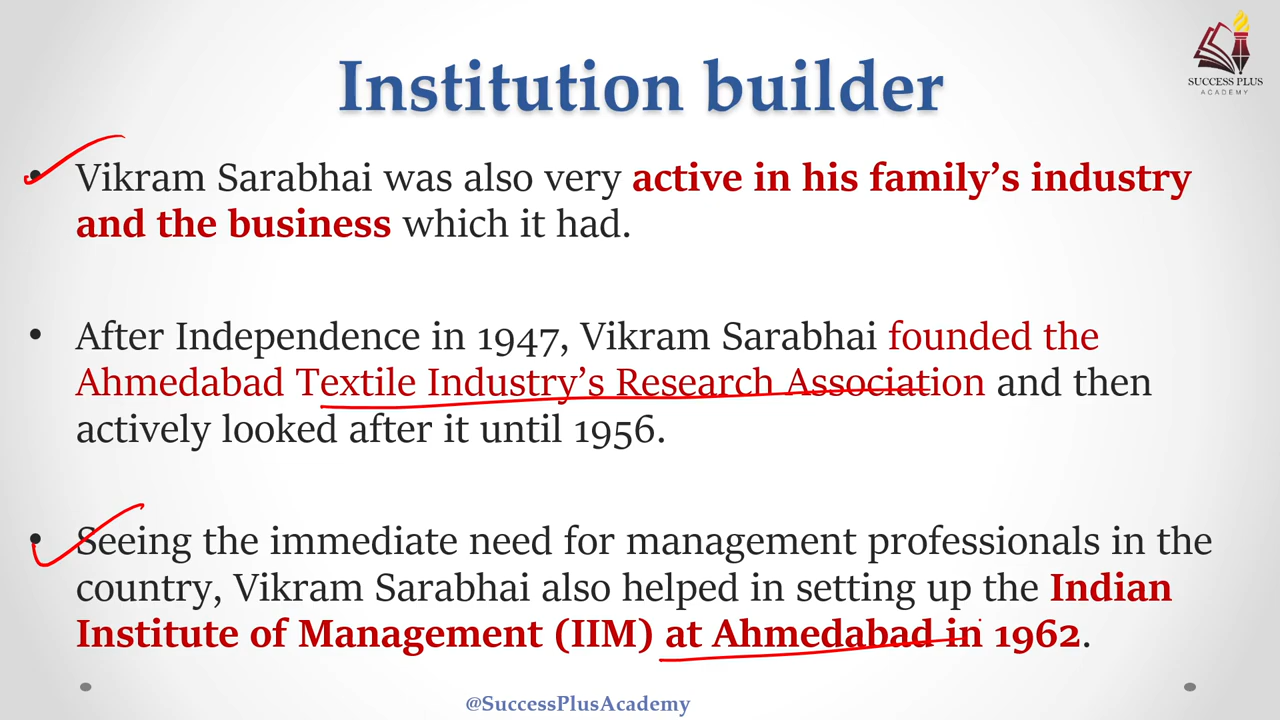 SUCCESS PLUS
ACADEMY
Institution builder
• Vikram Sarabhai was also very active in his family’s industry
and the business which it had.
• After Independence in 1947, Vikram Sarabhai founded the
Ahmedabad Textile Industry’s Research Association and then
actively looked after it until 1956.
• Seeing the immediate need for management professionals in the
country, Vikram Sarabhai also helped in setting up the Indian
Institute of Management (IIM) at Ahmedabad in 1962.
@SuccessPlusAcademy